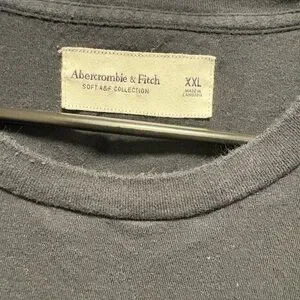 Abercrombie & Fitch
SOFT A&F COLLECTION
XXL
MADE IN
CAMBODIA